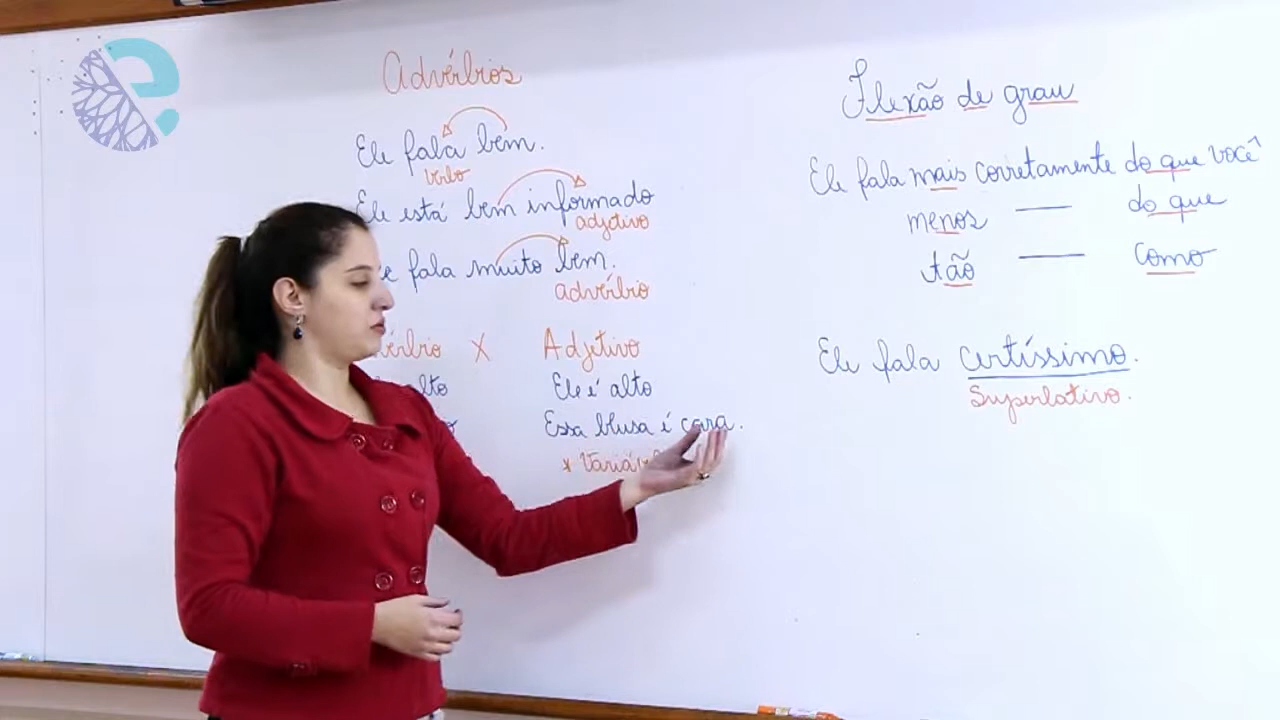 Advérbios
Ele fala bem.
verbo
Ele está bem informado
adjetivo
fala muito bem.
advérbio
X Adjetivo
alto Ele é alto
Essa blusa é cara.
* Variável
Flexão de grau
Ele fala mais corretamente do que você
menos — do que
tão — como
Ele fala certíssimo.
Superlativo.